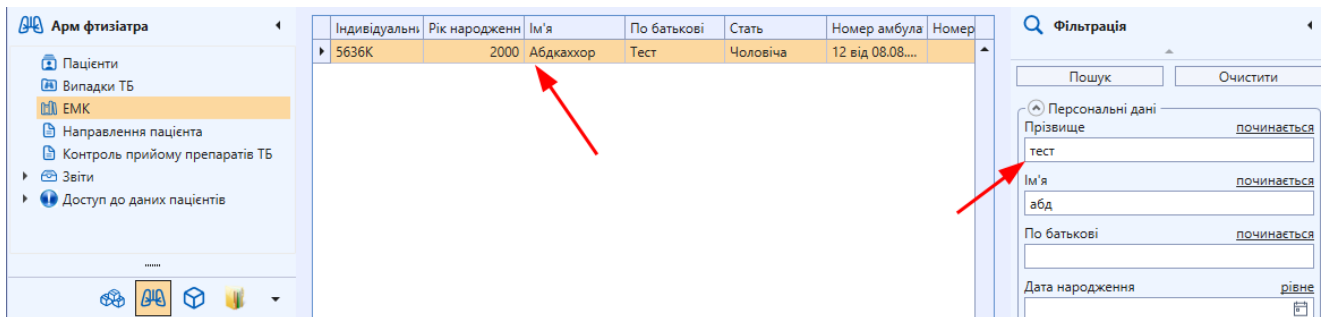 Арм фтизіатра
Пацієнти
Випадки ТБ
ЕМК
Направлення пацієнта
Контроль прийому препаратів ТБ
Звіти
Доступ до даних пацієнтів
Індивідуальн Рік народженн Ім'я По батькові Стать Номер амбула Номер
5636K 2000 Абдкаххор Тест Чоловіча 12 від 08.08....
Фільтрація
Пошук Очистити
Персональні дані
Прізвище починається
тест
Ім'я починається
абд
По батькові починається
Дата народження рівне